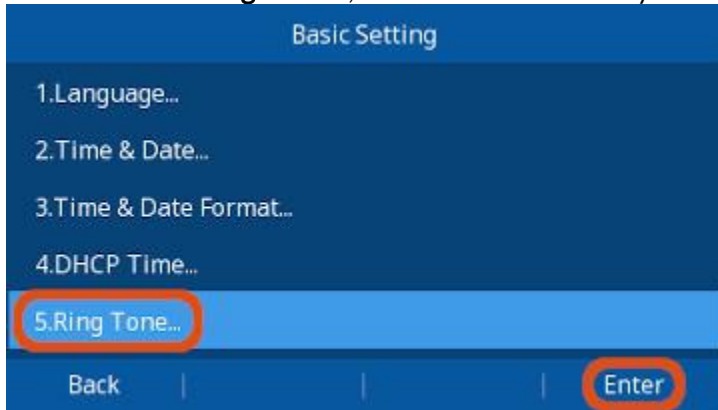 Basic Setting
1.Language...
2.Time & Date...
3.Time & Date Format...
4.DHCP Time...
5.Ring Tone...
Back | | | Enter